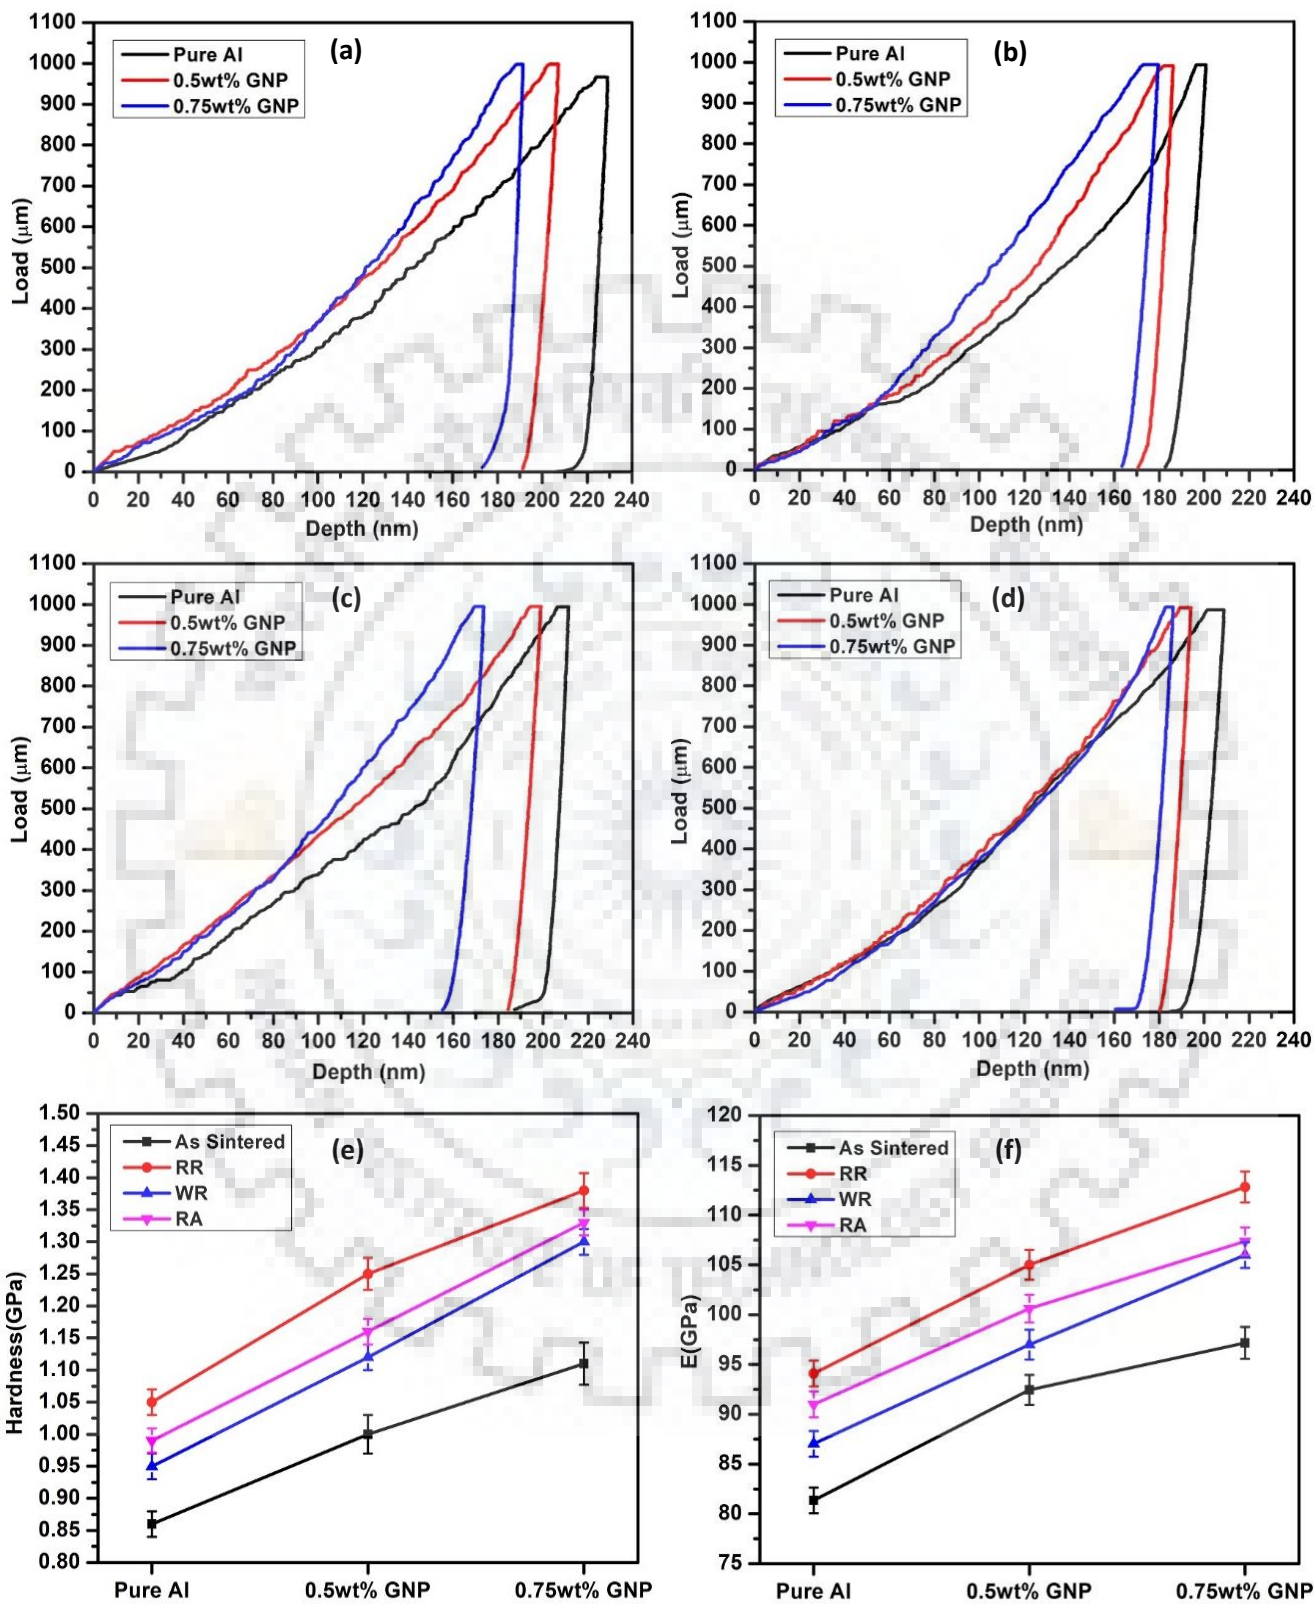 (a)
Pure Al
0.5wt% GNP
0.75wt% GNP
1100
1000
900
800
700
600
500
400
300
200
100
0
Load (μm)
0 20 40 60 80 100 120 140 160 180 200 220 240
Depth (nm)
(b)
Pure Al
0.5wt% GNP
0.75wt% GNP
1100
1000
900
800
700
600
500
400
300
200
100
0
Load (μm)
0 20 40 60 80 100 120 140 160 180 200 220 240
Depth (nm)
(c)
Pure Al
0.5wt% GNP
0.75wt% GNP
1100
1000
900
800
700
600
500
400
300
200
100
0
Load (μm)
0 20 40 60 80 100 120 140 160 180 200 220 240
Depth (nm)
(d)
Pure Al
0.5wt% GNP
0.75wt% GNP
1100
1000
900
800
700
600
500
400
300
200
100
0
Load (μm)
0 20 40 60 80 100 120 140 160 180 200 220 240
Depth (nm)
(e)
As Sintered
RR
WR
RA
1.50
1.45
1.40
1.35
1.30
1.25
1.20
1.15
1.10
1.05
1.00
0.95
0.90
0.85
0.80
Hardness(GPa)
Pure Al 0.5wt% GNP 0.75wt% GNP
(f)
As Sintered
RR
WR
RA
120
115
110
105
100
95
90
85
80
75
E(GPa)
Pure Al 0.5wt% GNP 0.75wt% GNP